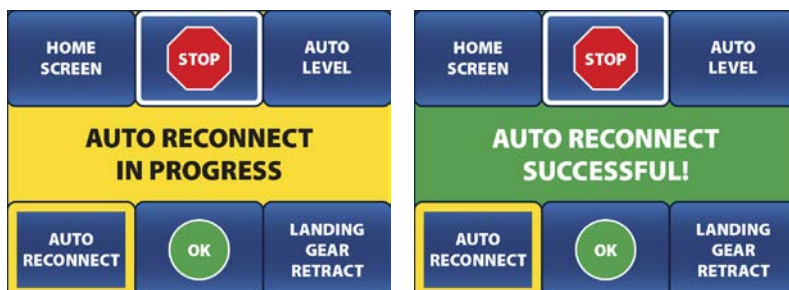 HOME
SCREEN
STOP
AUTO
LEVEL
AUTO RECONNECT
IN PROGRESS
AUTO
RECONNECT
OK
LANDING
GEAR
RETRACT
HOME
SCREEN
STOP
AUTO
LEVEL
AUTO RECONNECT
SUCCESSFUL!
AUTO
RECONNECT
OK
LANDING
GEAR
RETRACT